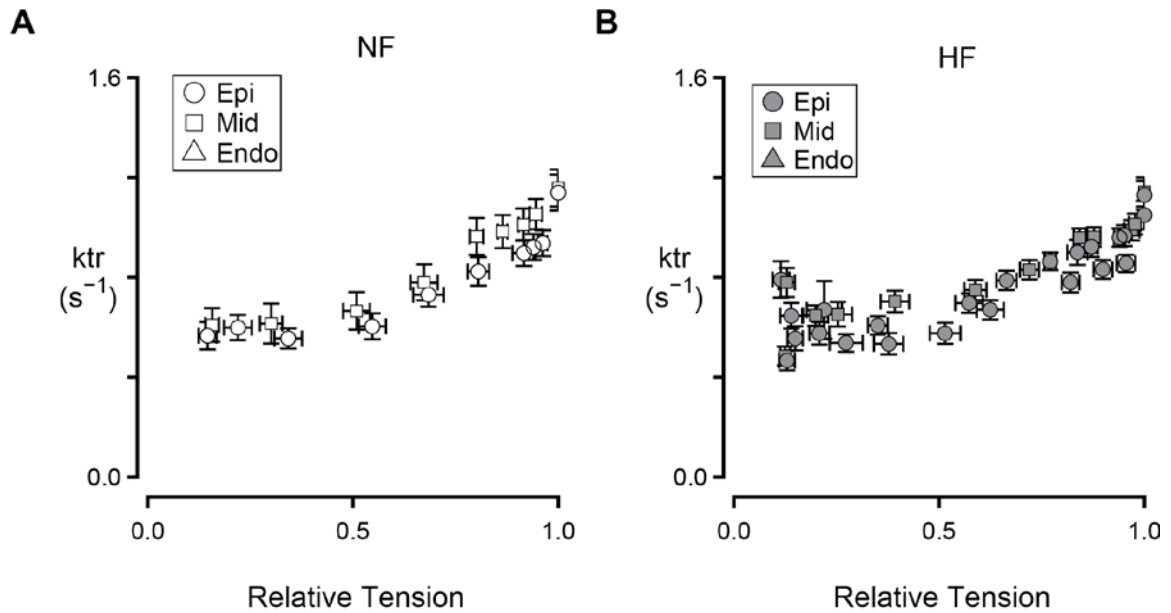 A
NF
Epi
Mid
Endo
1.6
ktr
(s⁻¹)
0.0
0.0
0.5
1.0
Relative Tension
B
HF
Epi
Mid
Endo
1.6
ktr
(s⁻¹)
0.0
0.0
0.5
1.0
Relative Tension